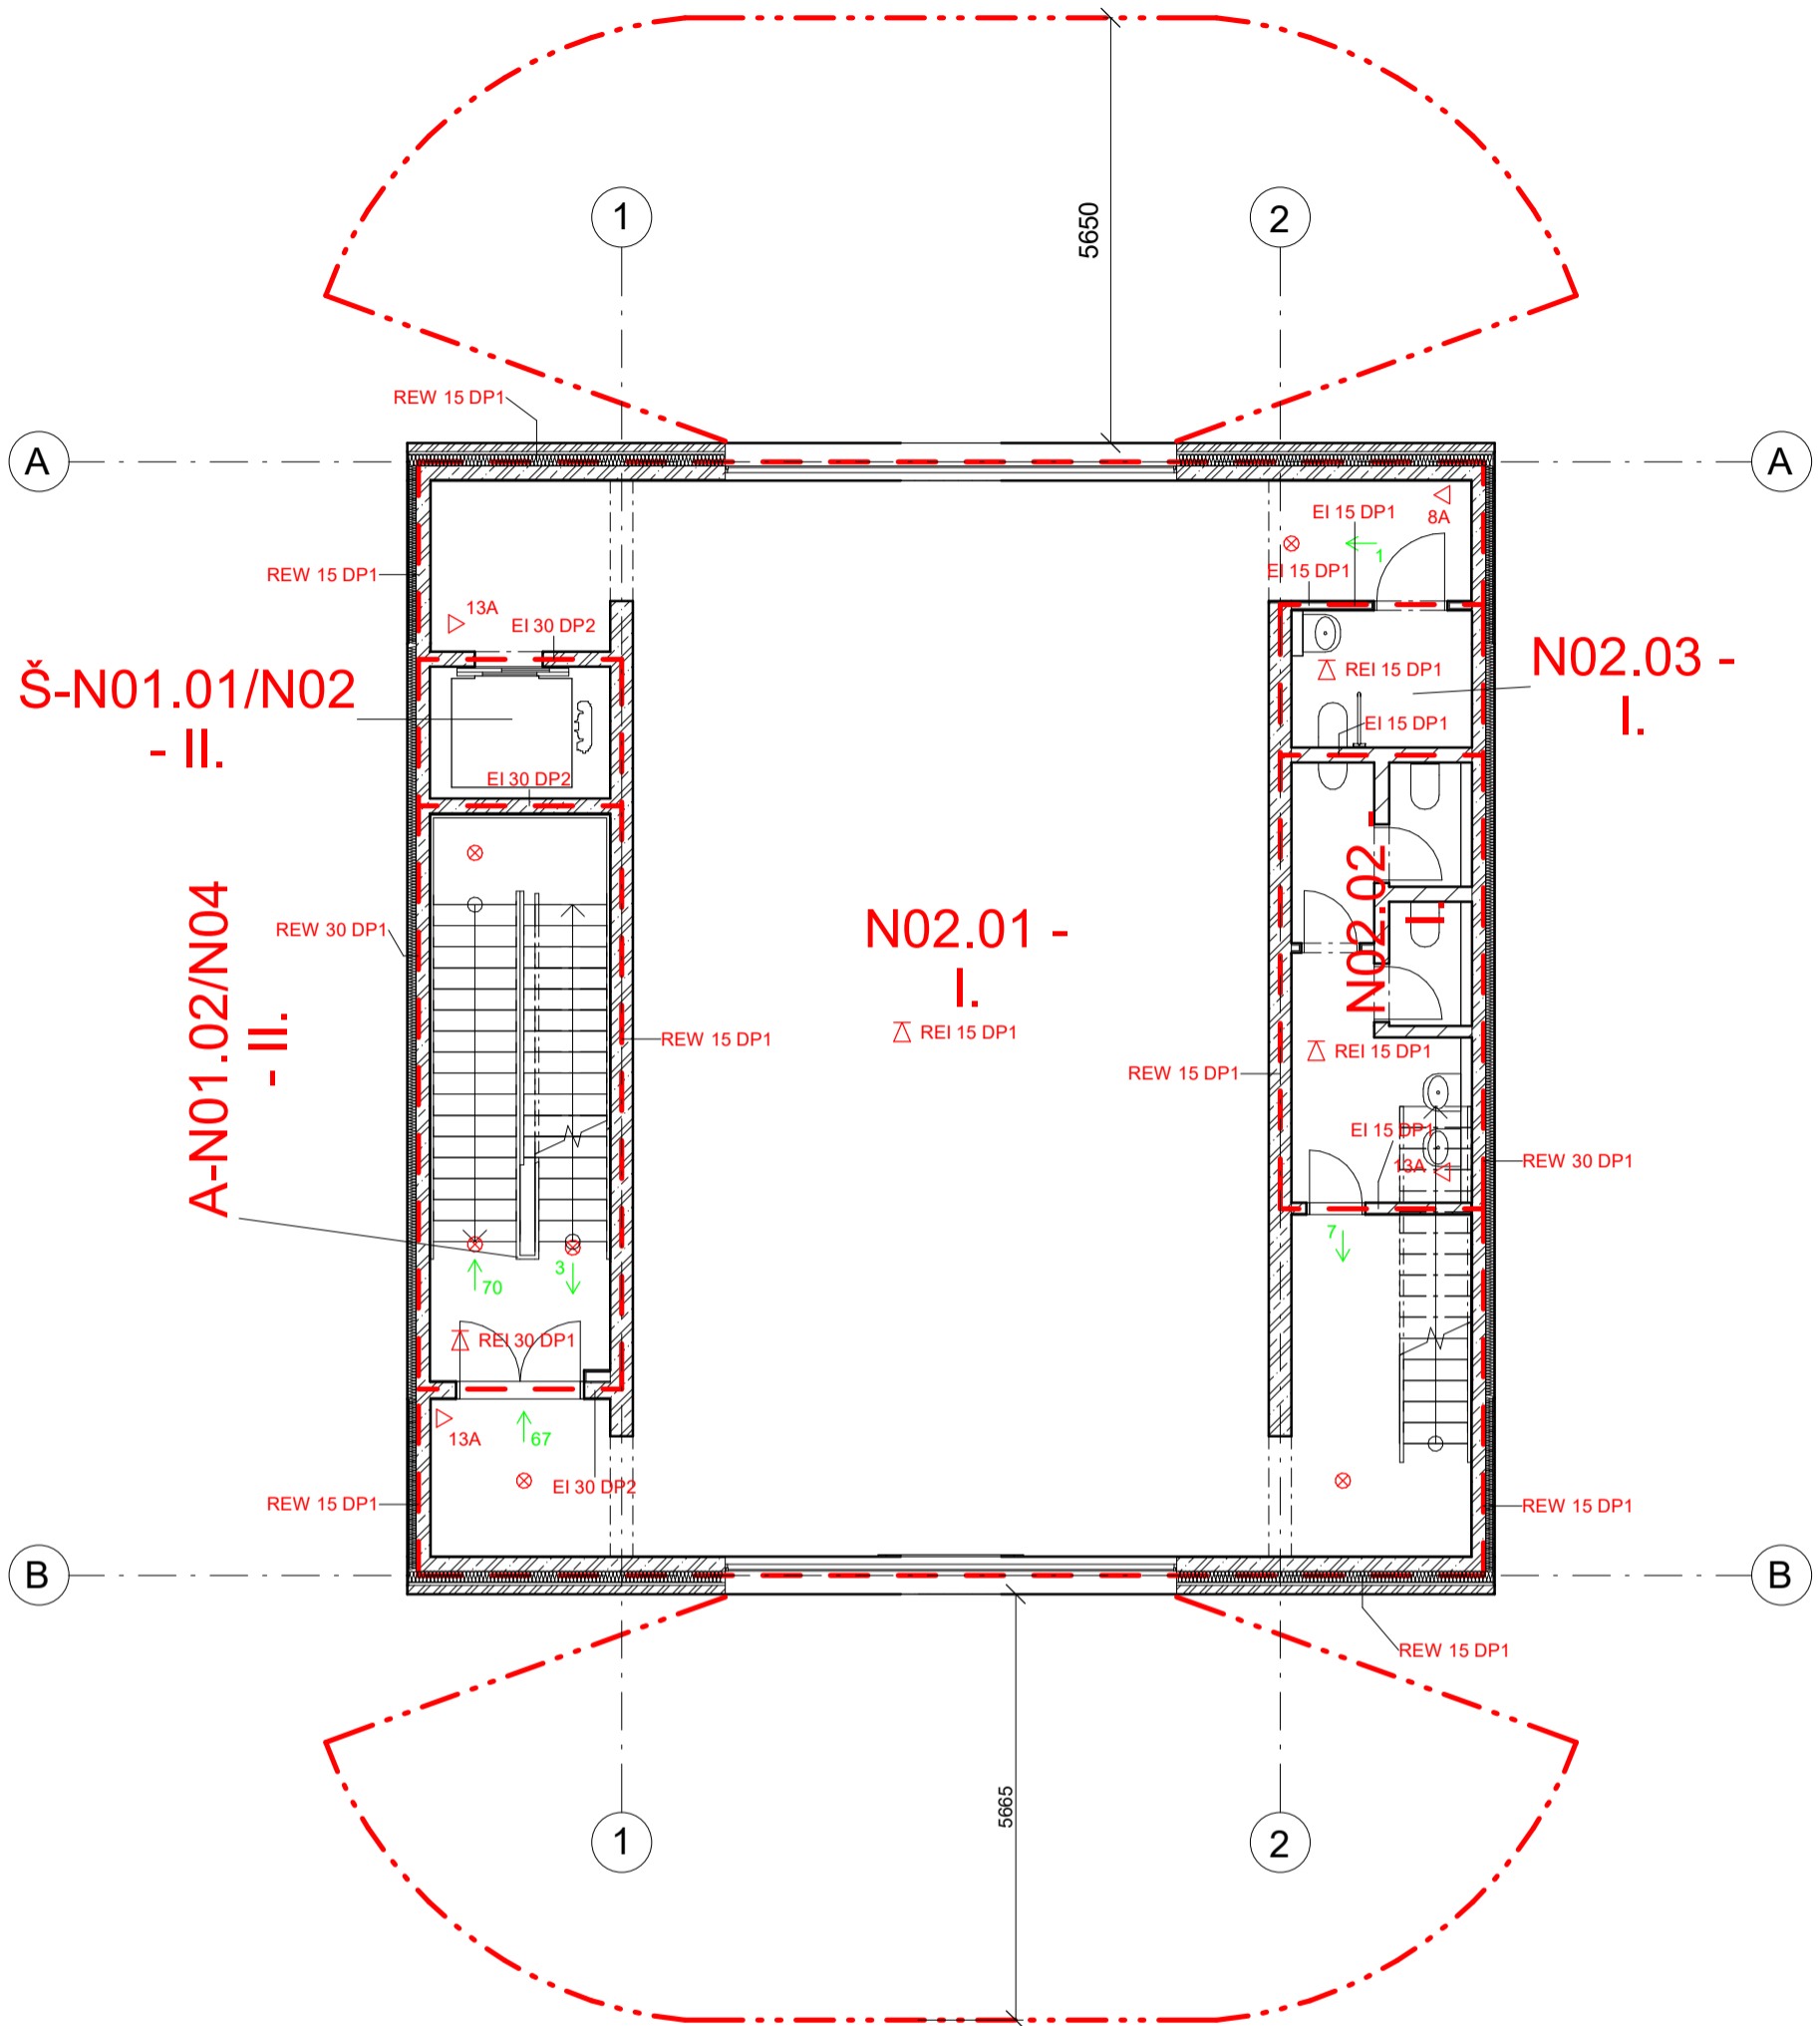 5650
1
2
REW 15 DP1
A
A
8A
EI 15 DP1
1
EI 15 DP1
REW 15 DP1
13A
EI 30 DP2
Š-N01.01/N02
- II.
N02.03 -
I.
REI 15 DP1
EI 15 DP1
EI 30 DP2
N02.02 -
I.
A-N01.02/N04
- II.
REW 30 DP1
N02.01 -
I.
REI 15 DP1
REW 15 DP1
REW 15 DP1
REI 15 DP1
EI 15 DP1
13A
REW 30 DP1
70
3
7
REI 30 DP1
13A
67
EI 30 DP2
REW 15 DP1
REW 15 DP1
B
B
REW 15 DP1
5665
1
2